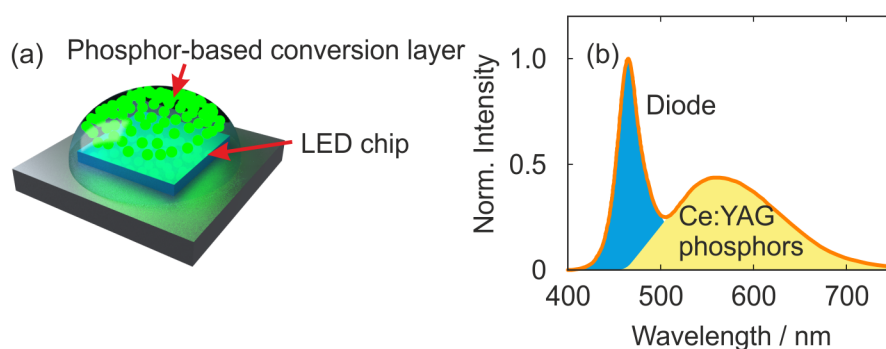 (a)
Phosphor-based conversion layer
LED chip
(b)
Norm. Intensity
1.0
0.5
0
Diode
Ce:YAG
phosphors
400 500 600 700
Wavelength / nm